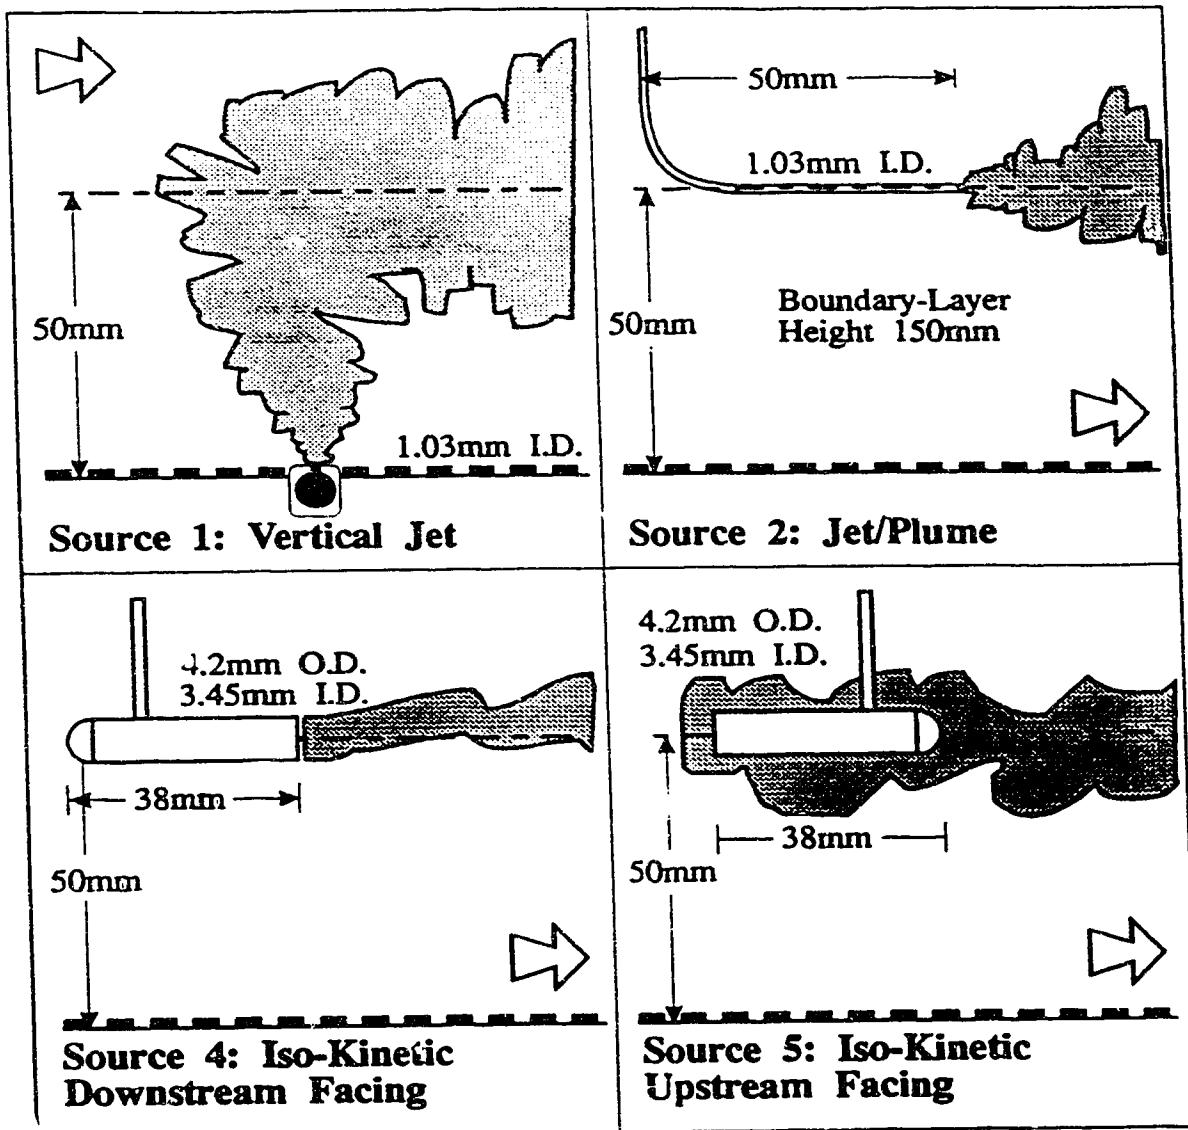 50mm
1.03mm I.D.
Source 1: Vertical Jet
50mm
1.03mm I.D.
50mm
Boundary-Layer
Height 150mm
Source 2: Jet/Plume
4.2mm O.D.
3.45mm I.D.
38mm
50mm
Source 4: Iso-Kinetic
Downstream Facing
4.2mm O.D.
3.45mm I.D.
38mm
50mm
Source 5: Iso-Kinetic
Upstream Facing